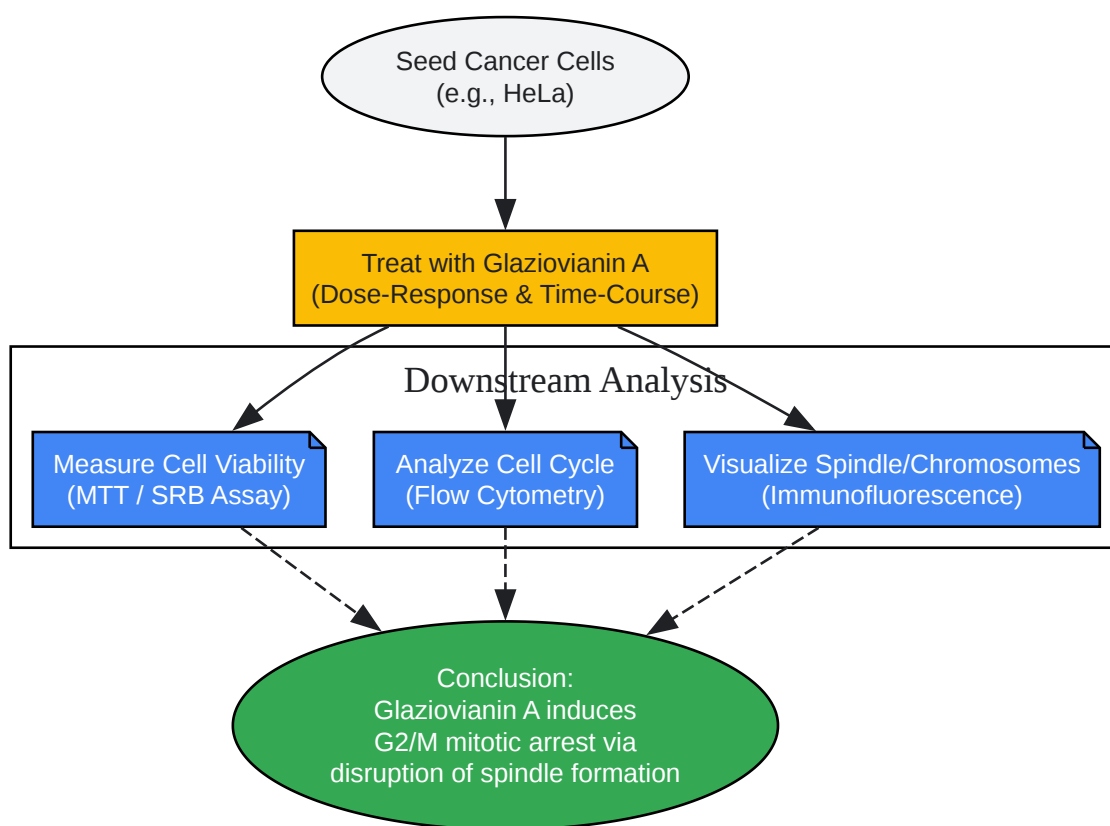 Seed Cancer Cells
(e.g., HeLa)
Treat with Glaziovianin A
(Dose-Response & Time-Course)
Downstream Analysis
Measure Cell Viability
(MTT / SRB Assay)
Analyze Cell Cycle
(Flow Cytometry)
Visualize Spindle/Chromosomes
(Immunofluorescence)
Conclusion:
Glaziovianin A induces
G2/M mitotic arrest via
disruption of spindle formation